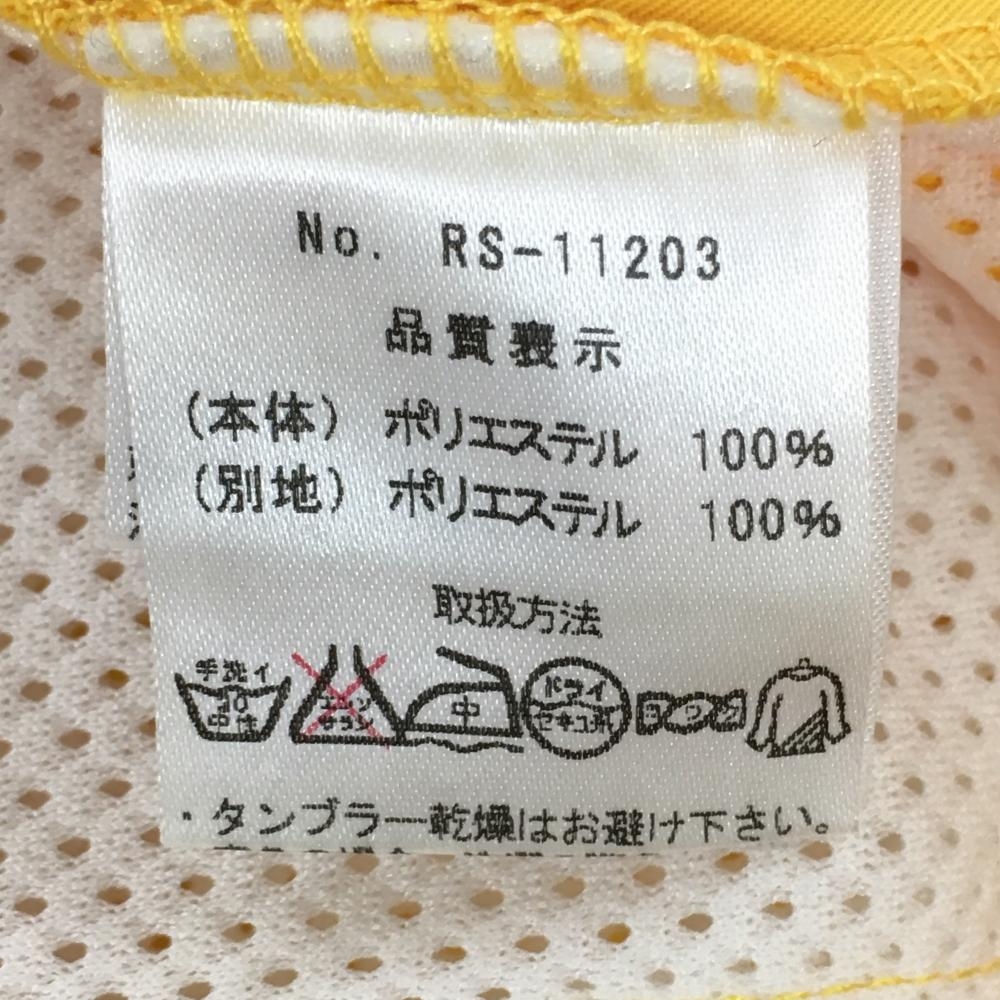 No. RS-11203
品質表示
(本体) ポリエステル 100%
(別地) ポリエステル 100%
取扱方法
手洗イ
30
中性
エンソ
サラシ
中
ドライ
セキユ系
ヨワク
・タンブラー乾燥はお避け下さい。